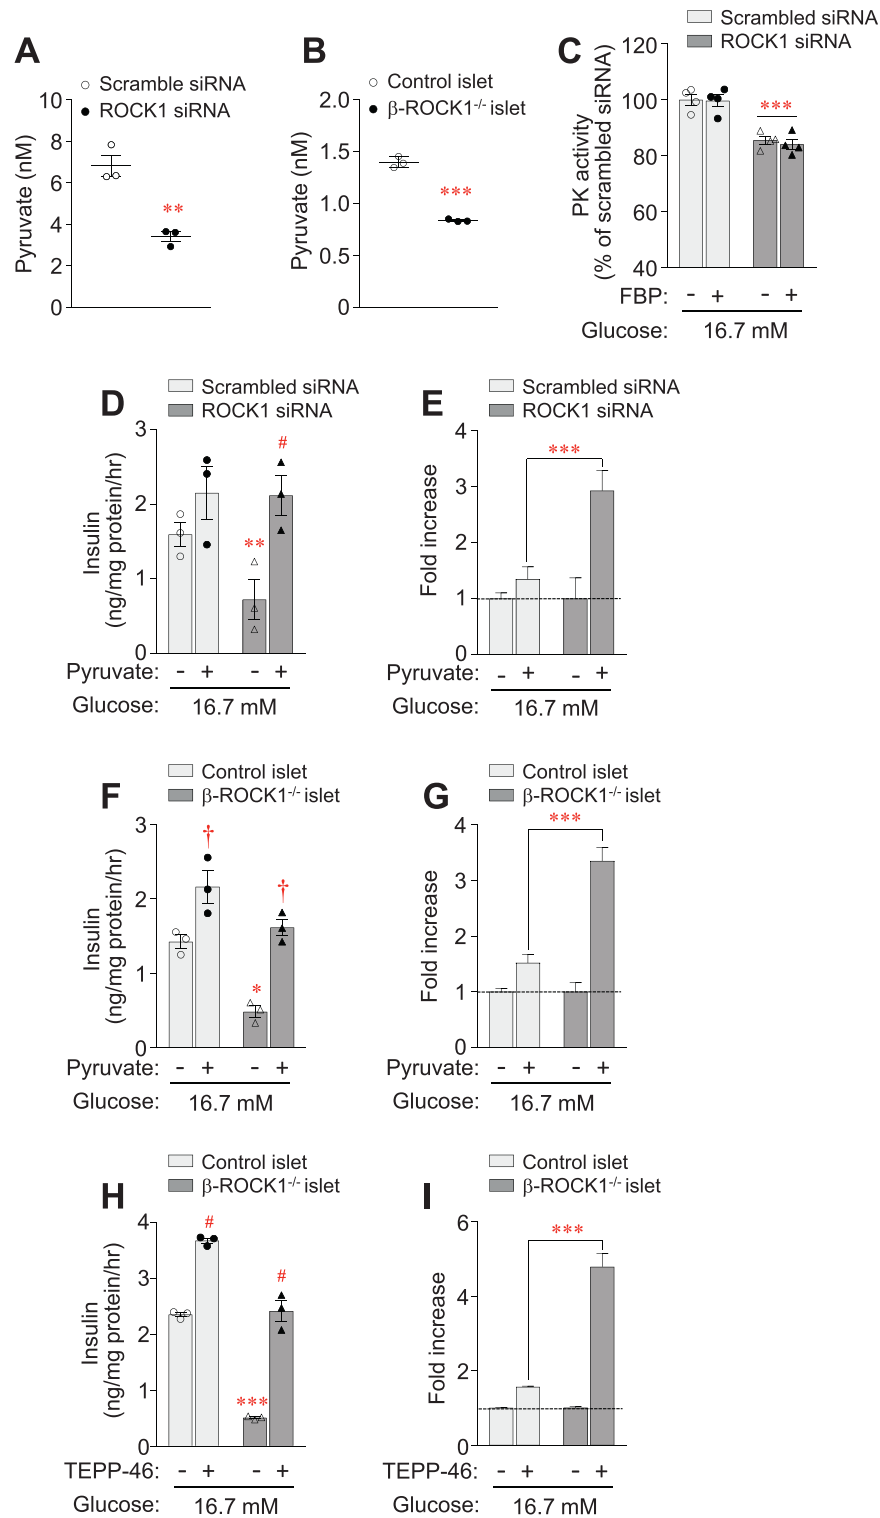 A
Scramble siRNA
ROCK1 siRNA
Pyruvate (nM)
10
8
6
4
2
0
**
B
Control islet
β-ROCK1-/- islet
Pyruvate (nM)
2.0
1.5
1.0
0.5
0
***
C
Scrambled siRNA
ROCK1 siRNA
PK activity
(% of scrambled siRNA)
120
100
80
60
40
***
FBP: - + - +
Glucose: 16.7 mM
D
Scrambled siRNA
ROCK1 siRNA
Insulin
(ng/mg protein/hr)
3
2
1
0
**
#
Pyruvate: - + - +
Glucose: 16.7 mM
E
Scrambled siRNA
ROCK1 siRNA
Fold increase
4
3
2
1
0
***
Pyruvate: - + - +
Glucose: 16.7 mM
F
Control islet
β-ROCK1-/- islet
Insulin
(ng/mg protein/hr)
3
2
1
0
†
*
†
Pyruvate: - + - +
Glucose: 16.7 mM
G
Control islet
β-ROCK1-/- islet
Fold increase
4
3
2
1
0
***
Pyruvate: - + - +
Glucose: 16.7 mM
H
Control islet
β-ROCK1-/- islet
Insulin
(ng/mg protein/hr)
4
3
2
1
0
#
***
#
TEPP-46: - + - +
Glucose: 16.7 mM
I
Control islet
β-ROCK1-/- islet
Fold increase
6
4
2
0
***
TEPP-46: - + - +
Glucose: 16.7 mM